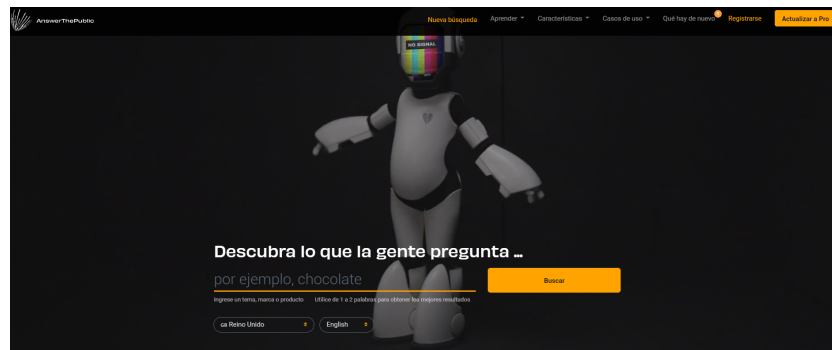 AnswerThePublic
Nueva búsqueda Aprender Características Casos de uso Qué hay de nuevo Registrarse Actualizar a Pro
NO SIGNAL
Descubra lo que la gente pregunta ...
por ejemplo, chocolate Buscar
Ingrese un tema, marca o producto Utilice de 1 a 2 palabras para obtener los mejores resultados
GB Reino Unido English